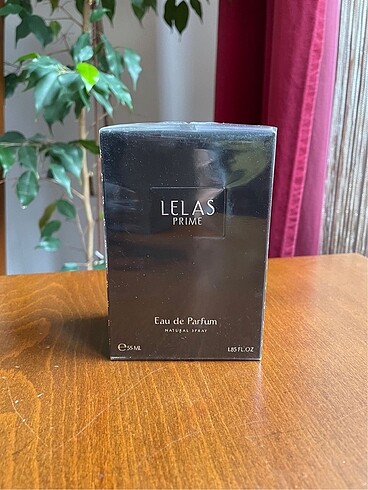 LELAS
PRIME
Eau de Parfum
NATURAL SPRAY
℮ 55 ML 1.85 FL.OZ